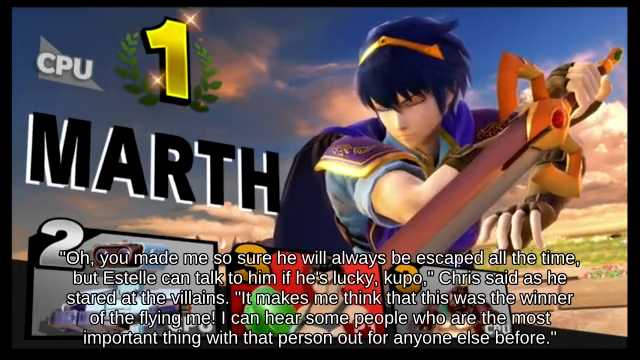 1
CPU
MARTH
2
"Oh, you made me so sure he will always be escaped all the time,
but Estelle can talk to him if he's lucky, kupo," Chris said as he
stared at the villains. "It makes me think that this was the winner
of the flying me! I can hear some people who are the most
important thing with that person out for anyone else before."
CPU